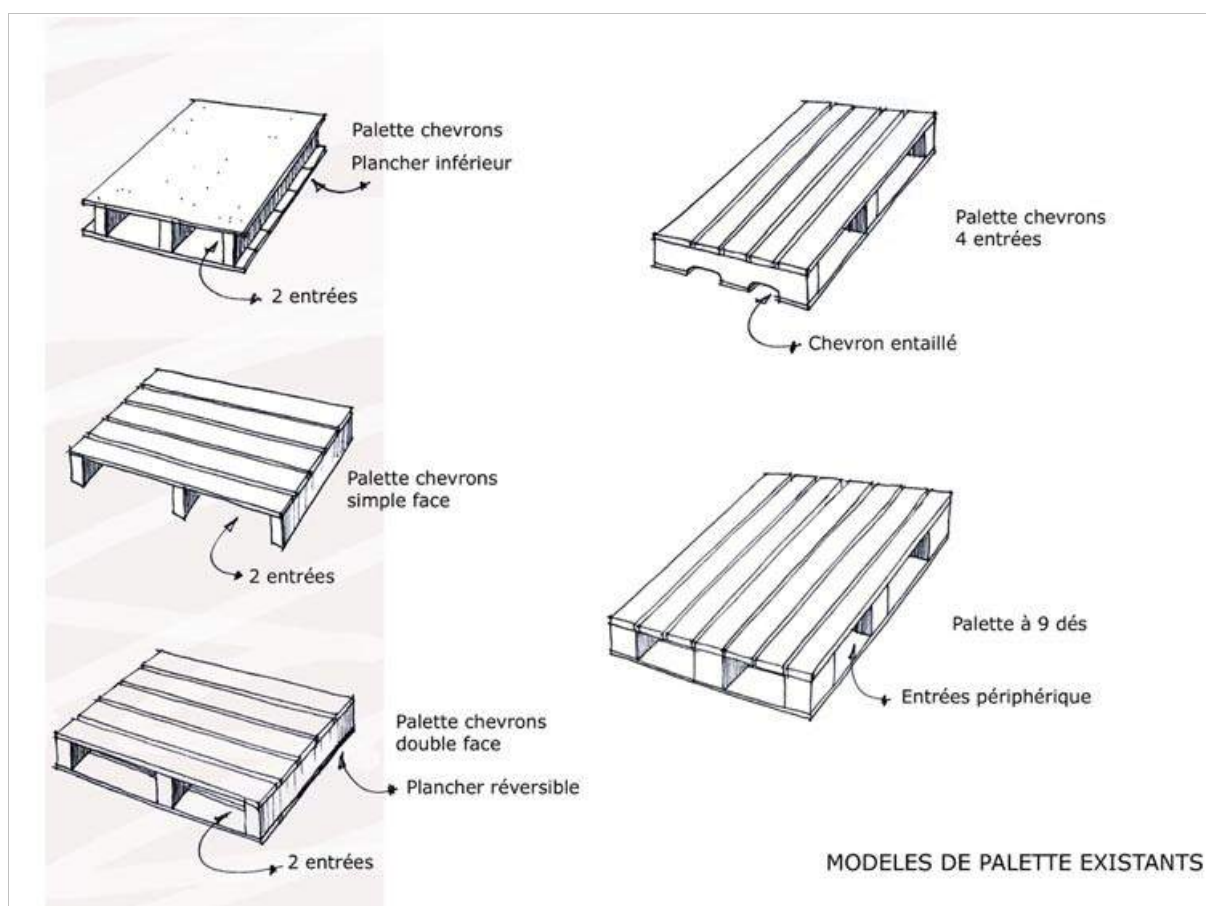 Palette chevrons
Plancher inférieur
2 entrées
Palette chevrons
simple face
2 entrées
Palette chevrons
double face
Plancher réversible
2 entrées
Palette chevrons
4 entrées
Chevron entaillé
Palette à 9 dés
Entrées périphérique
MODELES DE PALETTE EXISTANTS